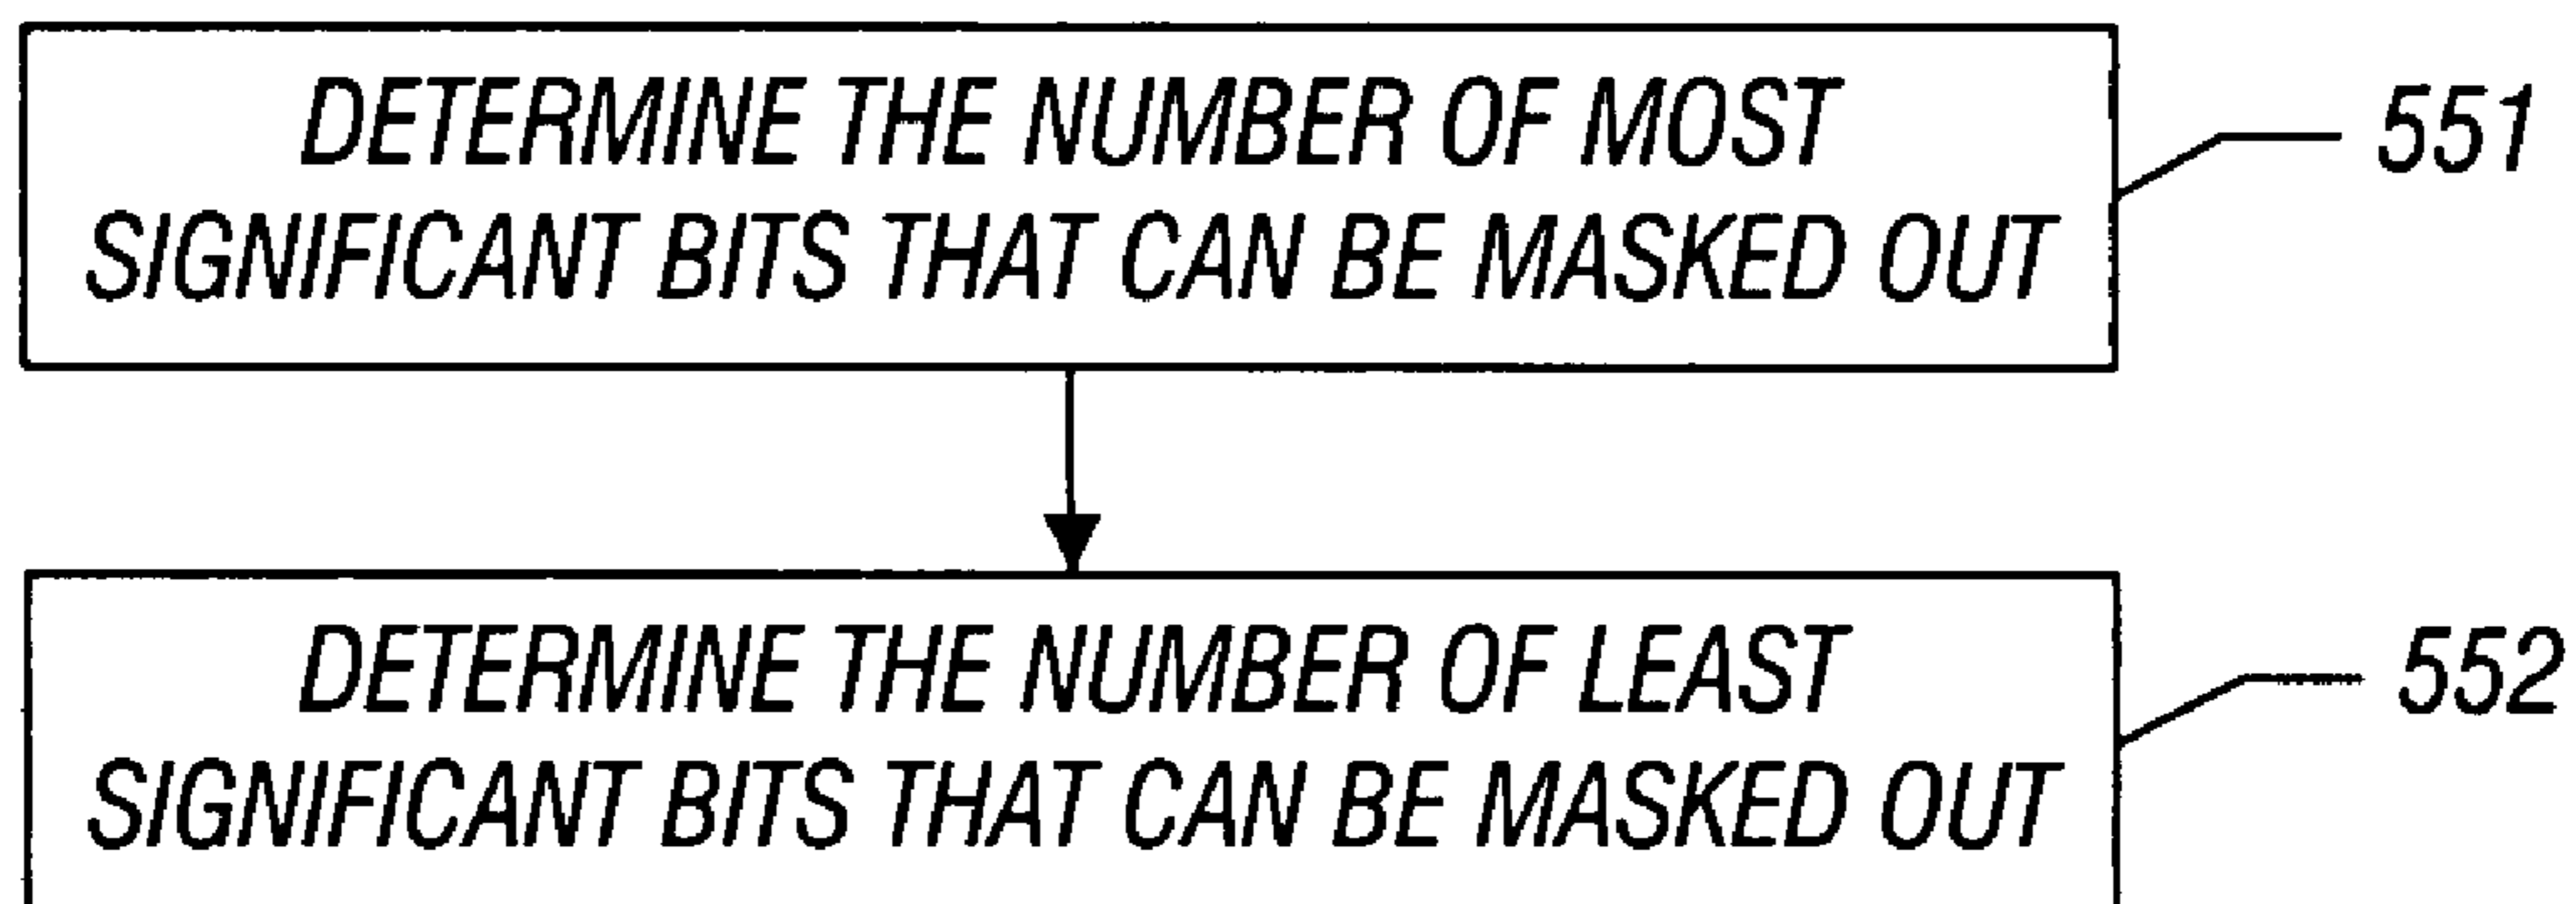 DETERMINE THE NUMBER OF MOST
SIGNIFICANT BITS THAT CAN BE MASKED OUT
551
DETERMINE THE NUMBER OF LEAST
SIGNIFICANT BITS THAT CAN BE MASKED OUT
552